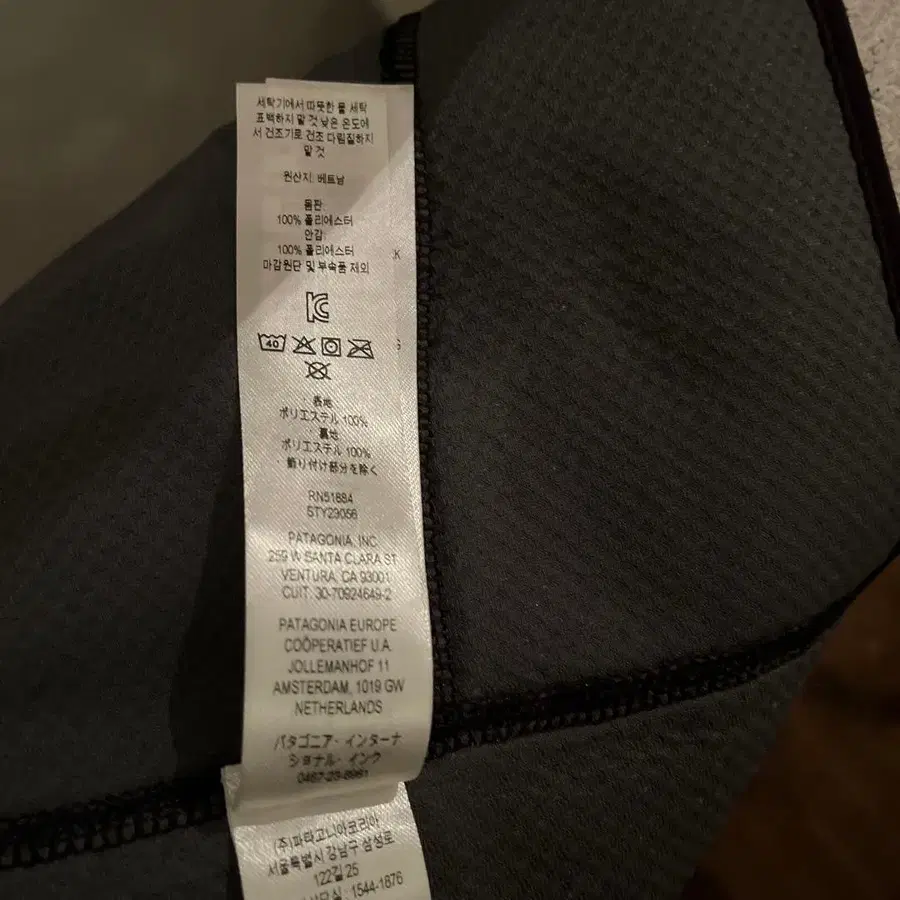 세탁기에서 따뜻한 물 세탁
표백하지 말 것 낮은 온도에
서 건조기로 건조 다림질하지
말 것
원산지: 베트남
몸판:
100% 폴리에스터
안감:
100% 폴리에스터
마감원단 및 부속품 제외
K
40
表地
ポリエステル 100%
裏地
ポリエステル 100%
飾り付け部分を除く
RN51884
STY29056
PATAGONIA, INC
259 W SANTA CLARA ST
VENTURA, CA 93001
CUIT. 30-70924649-2
PATAGONIA EUROPE
COÖPERATIEF U.A.
JOLLEMANHOF 11
AMSTERDAM, 1019 GW
NETHERLANDS
パタゴニア・インターナ
ショナル・インク
0467-23-8961
(주)파타고니아코리아
서울특별시 강남구 삼성로
122길 25
: 1544-1876